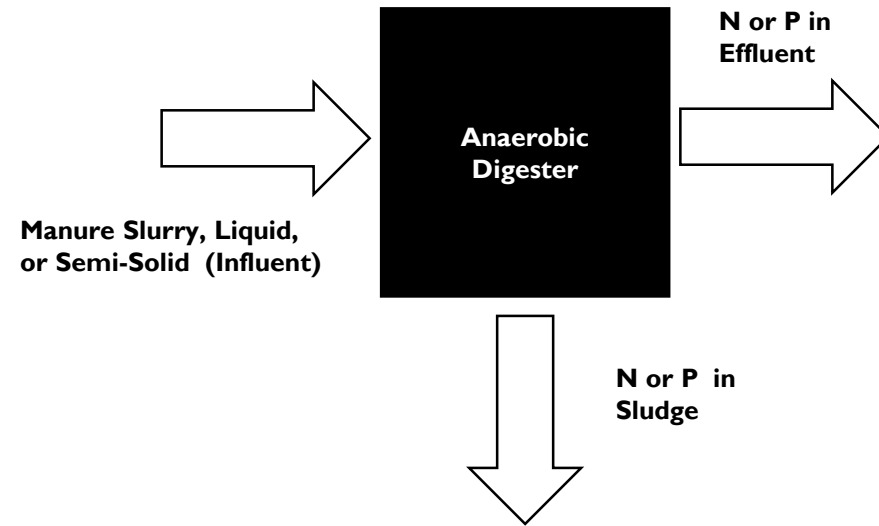 N or P in
Effluent
Anaerobic
Digester
Manure Slurry, Liquid,
or Semi-Solid (Influent)
N or P in
Sludge